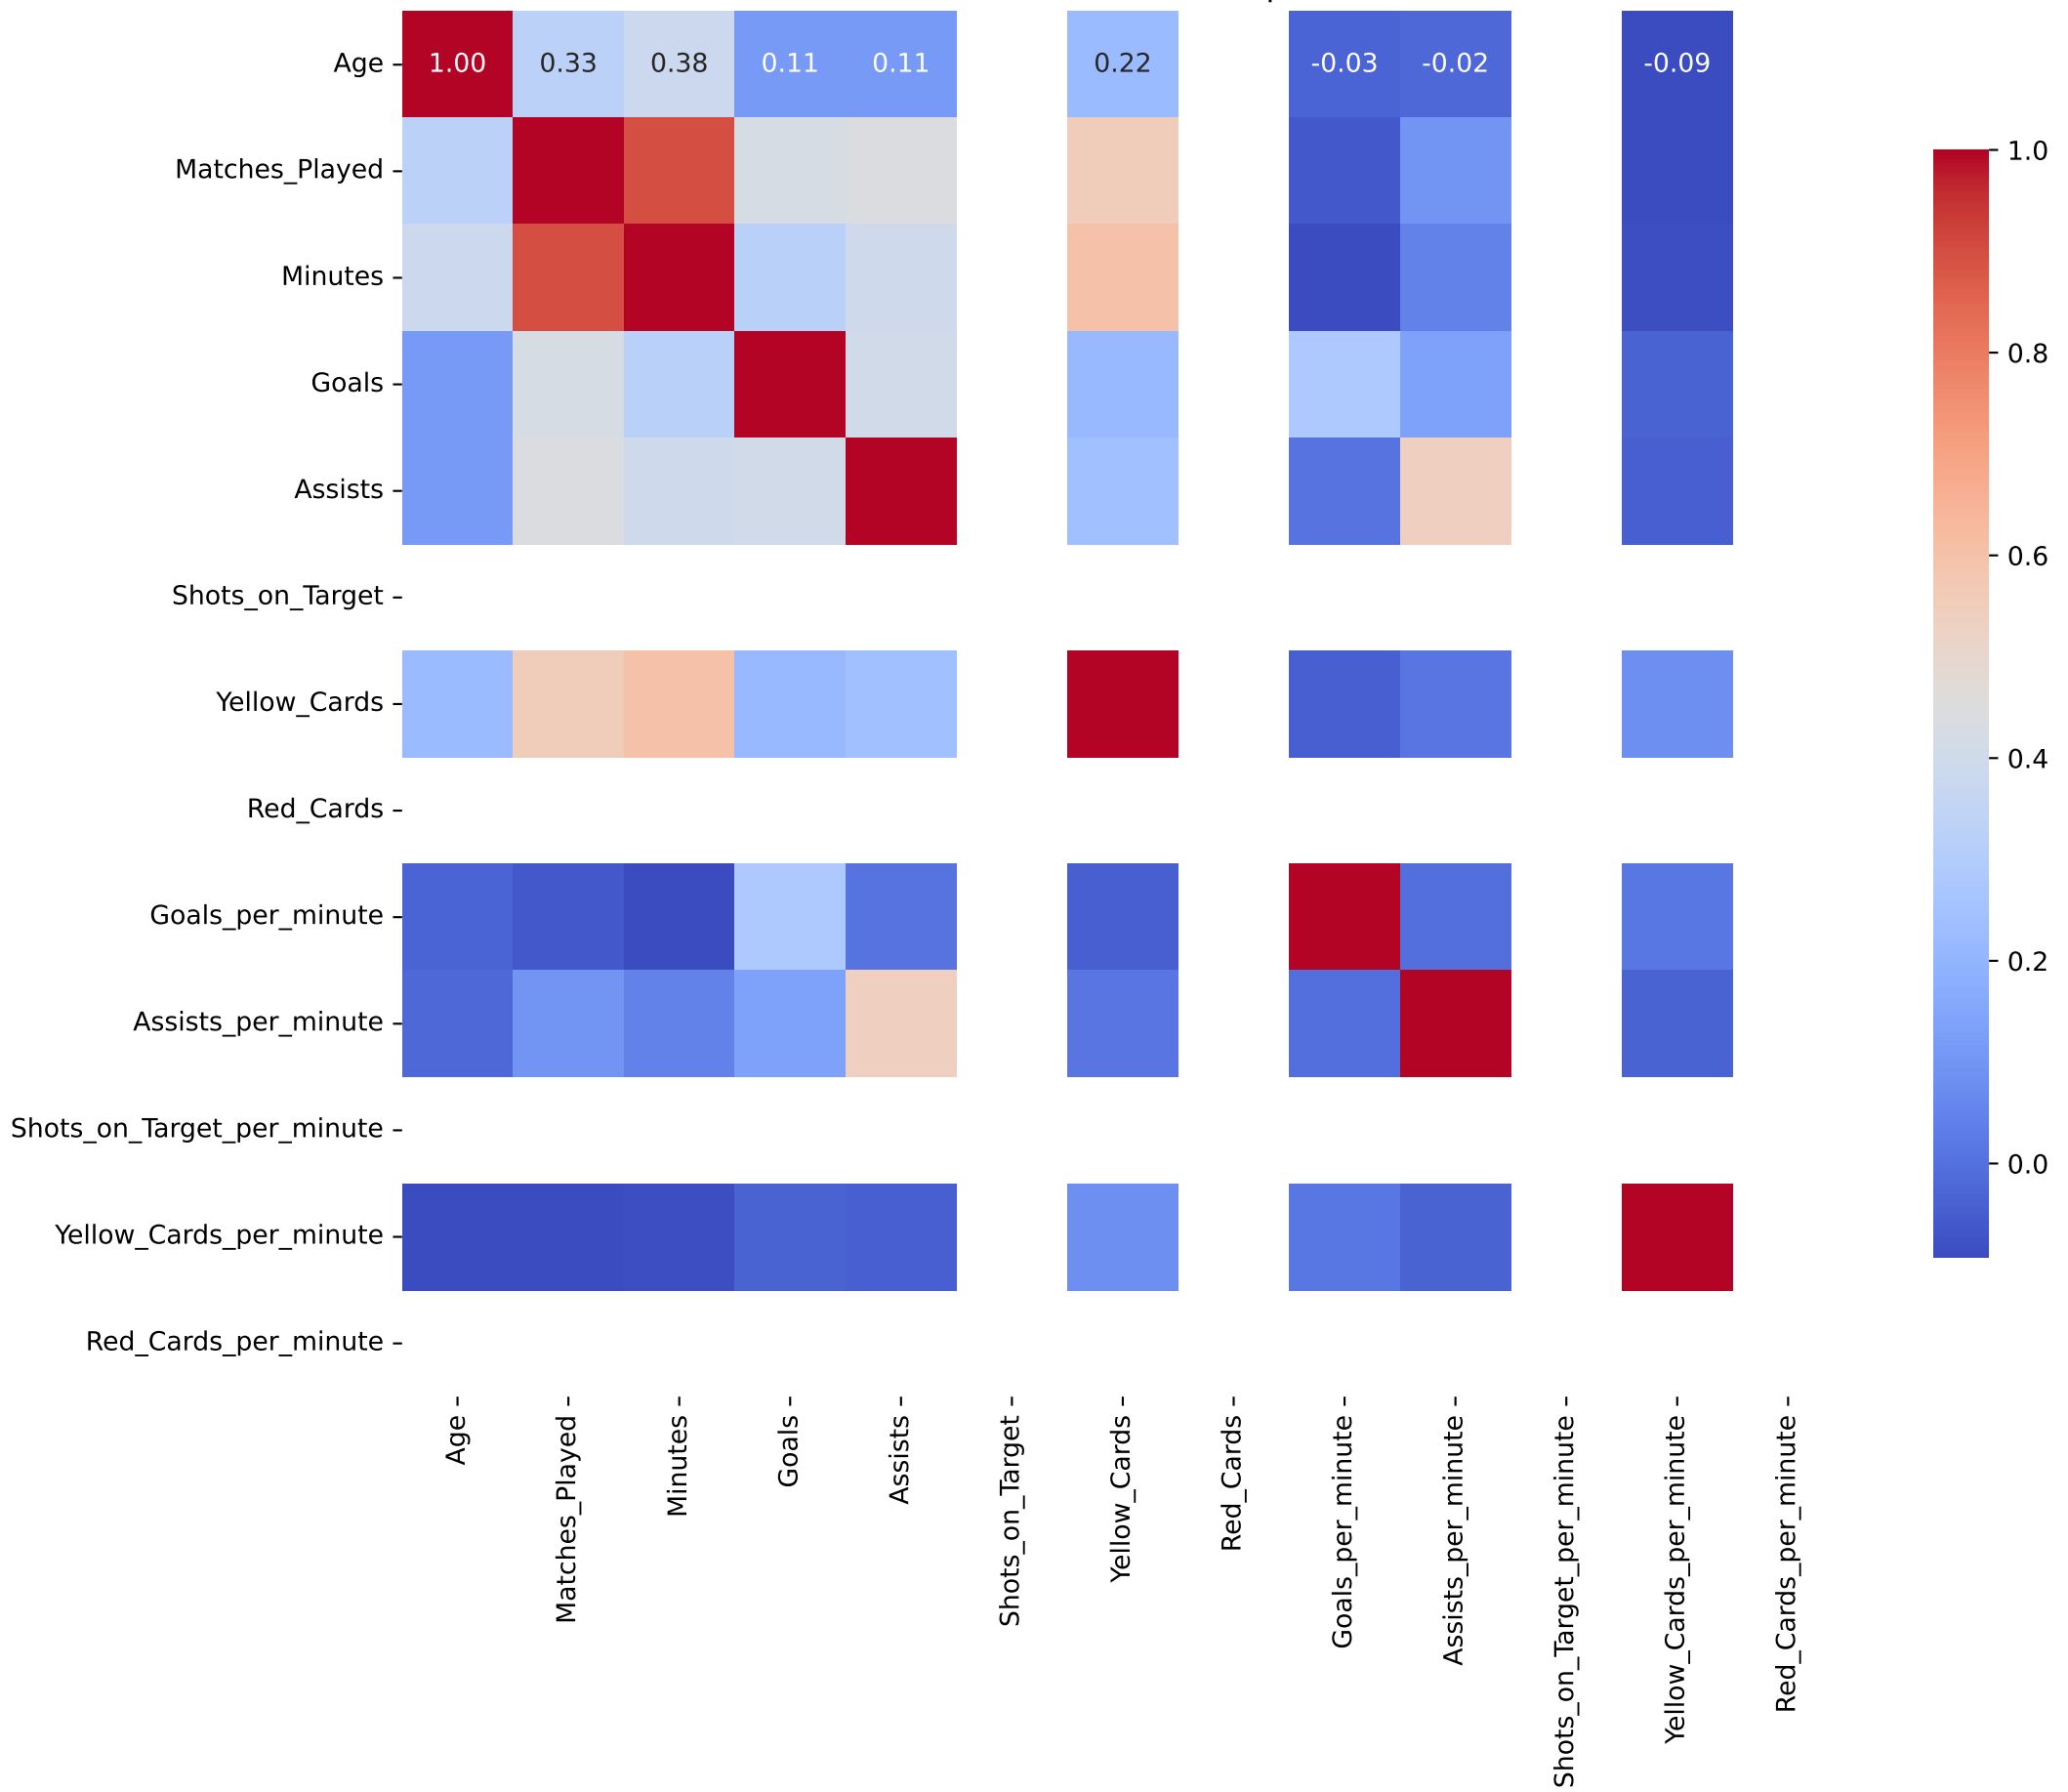 Age 1.00 0.33 0.38 0.11 0.11 0.22 -0.03 -0.02 -0.09
Matches_Played
Minutes
Goals
Assists
Shots_on_Target
Yellow_Cards
Red_Cards
Goals_per_minute
Assists_per_minute
Shots_on_Target_per_minute
Yellow_Cards_per_minute
Red_Cards_per_minute
Age
Matches_Played
Minutes
Goals
Assists
Shots_on_Target
Yellow_Cards
Red_Cards
Goals_per_minute
Assists_per_minute
Shots_on_Target_per_minute
Yellow_Cards_per_minute
Red_Cards_per_minute
1.0
0.8
0.6
0.4
0.2
0.0